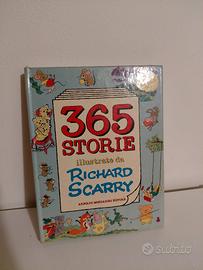 365
STORIE
illustrate da
RICHARD
SCARRY
ARNOLDO MONDADORI EDITORE
subito